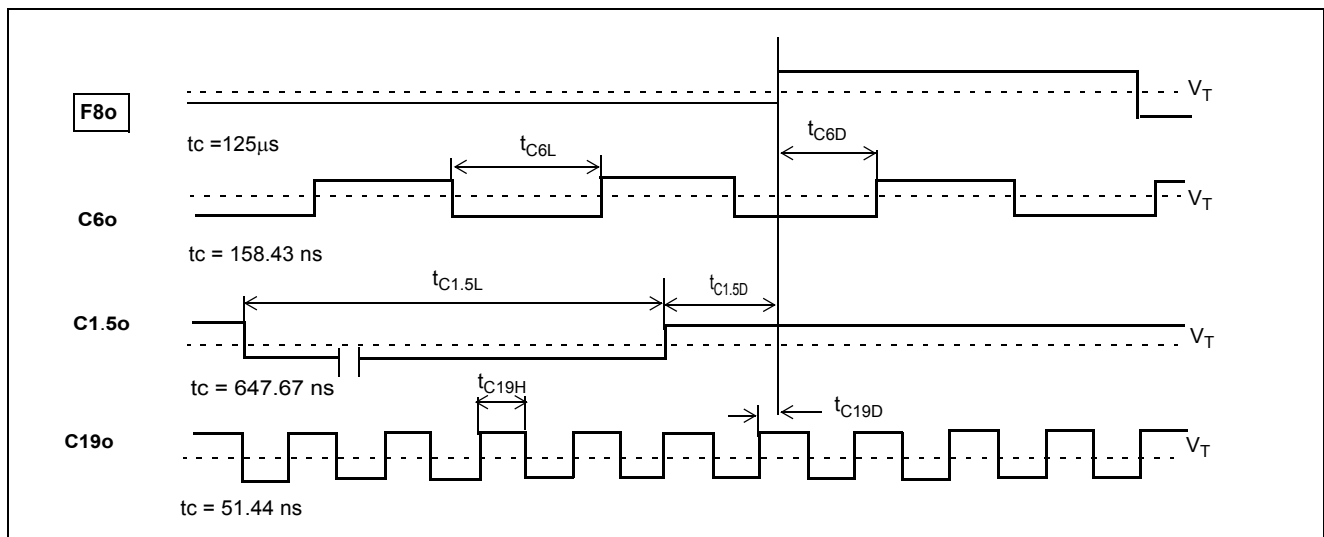 F8o
V_T
tc =125μs
t_C6L
t_C6D
C6o
V_T
tc = 158.43 ns
t_C1.5L
t_C1.5D
C1.5o
V_T
tc = 647.67 ns
t_C19H
t_C19D
C19o
V_T
tc = 51.44 ns